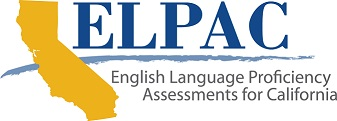 ELPAC
English Language Proficiency
Assessments for California